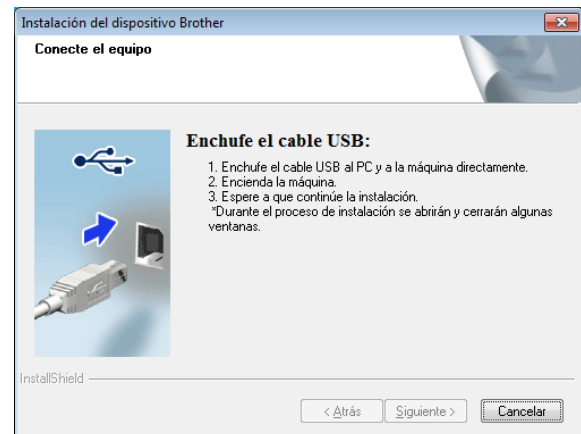 Instalación del dispositivo Brother
Conecte el equipo
Enchufe el cable USB:
1. Enchufe el cable USB al PC y a la máquina directamente.
2. Encienda la máquina.
3. Espere a que continúe la instalación.
*Durante el proceso de instalación se abrirán y cerrarán algunas
ventanas.
InstallShield
< Atrás Siguiente > Cancelar